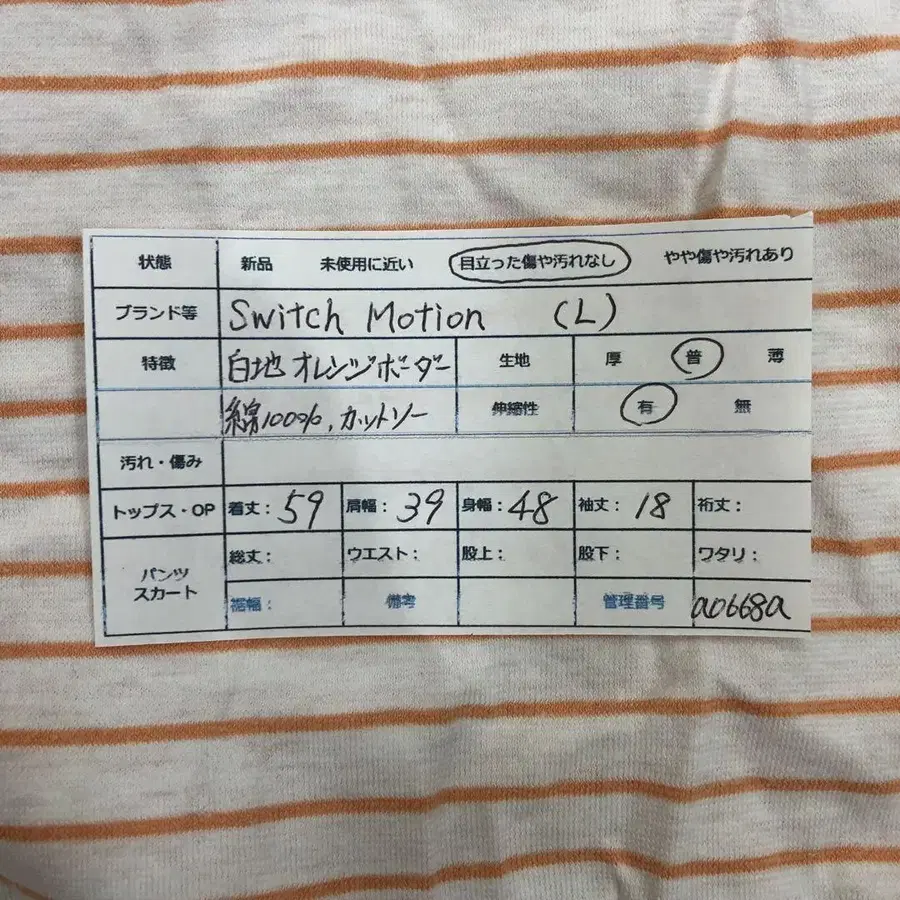 状態 新品 未使用に近い 目立った傷や汚れなし やや傷や汚れあり
ブランド等 Switch Motion (L)
特徴 白地 オレンジボーダー 生地 厚 普 薄
綿100%, カットソー 伸縮性 有 無
汚れ・傷み
トップス・OP 着丈: 59 肩幅: 39 身幅: 48 袖丈: 18 裄丈:
パンツ スカート 総丈: ウエスト: 股上: 股下: ワタリ:
裾幅: 備考 管理番号 a0668a